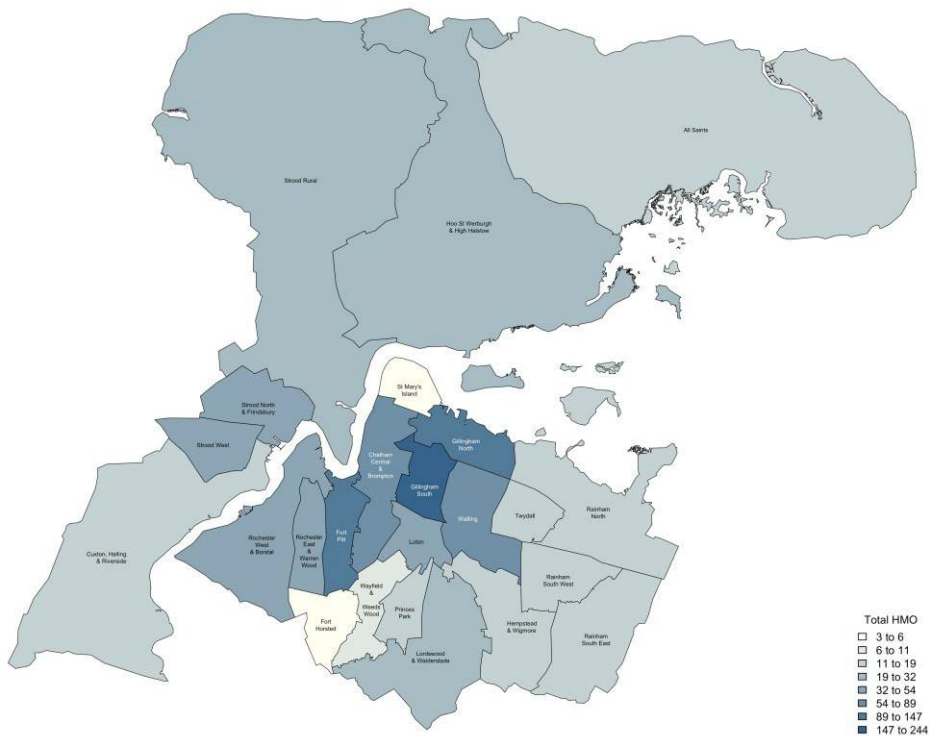 All Saints
Strood Rural
Hoo St Werburgh
& High Halstow
St Mary's
Island
Strood North
& Frindsbury
Strood West
Gillingham
North
Chatham
Central
&
Brompton
Gillingham
South
Cuxton, Halling
& Riverside
Rochester
West
& Borstal
Rochester
East
&
Warren
Wood
Fort
Pitt
Luton
Watling
Twydall
Rainham
North
Rainham
South West
Wayfield
&
Weeds
Wood
Princes
Park
Fort
Horsted
Hempstead
& Wigmore
Rainham
South East
Lordswood
& Walderslade
Total HMO
3 to 6
6 to 11
11 to 19
19 to 32
32 to 54
54 to 89
89 to 147
147 to 244